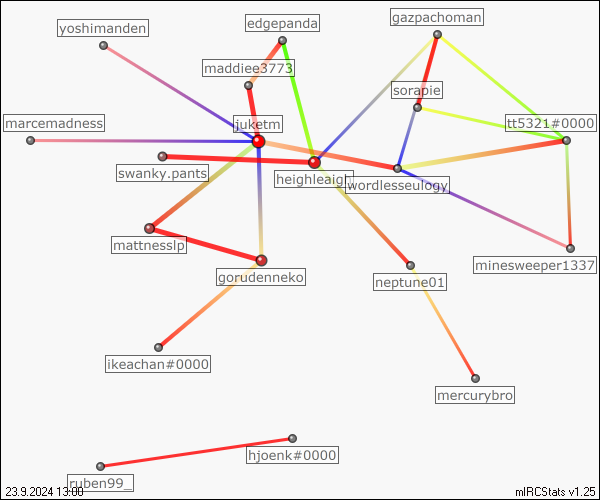 gazpachoman
edgepanda
yoshimanden
maddiee3773
sorapie
marcemadness
juketm
tt5321#0000
swanky.pants
heighleaigh
wordlesseulogy
mattnesslp
gorudenneko
neptune01
minesweeper1337
ikeachan#0000
mercurybro
hjoenk#0000
ruben99_
23.9.2024 13:00
mIRCStats v1.25